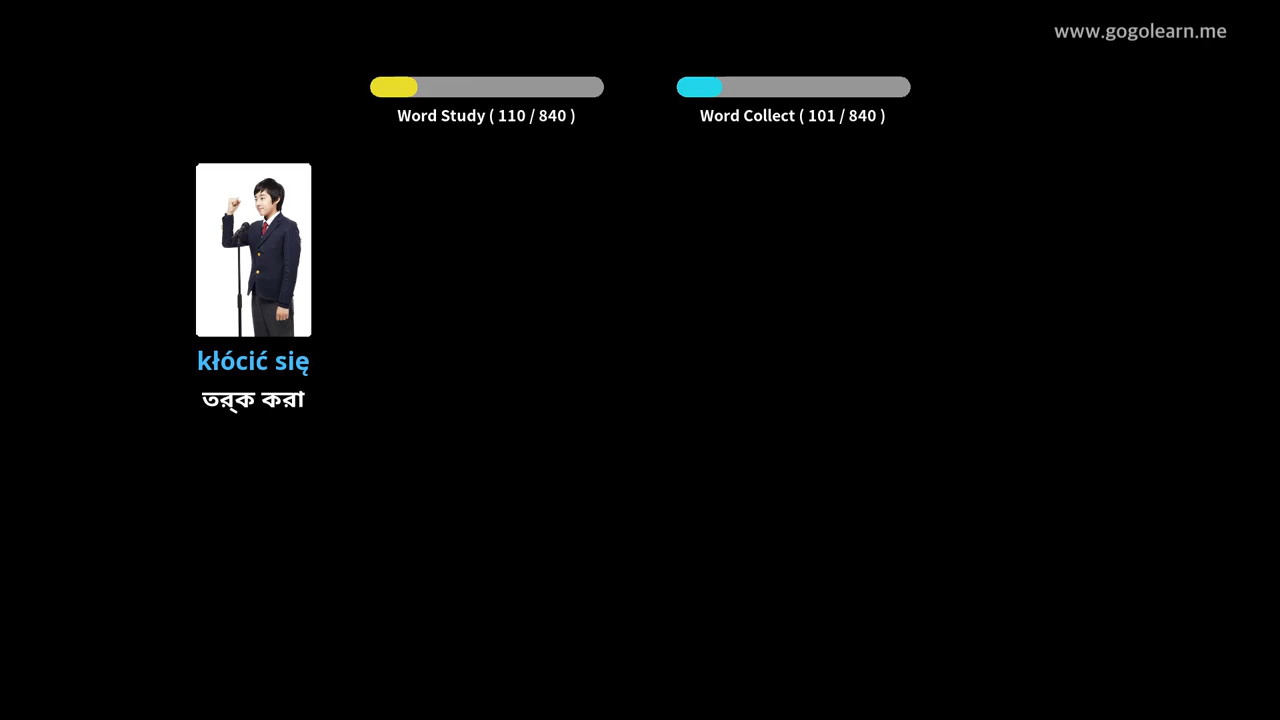 www.gogolearn.me
Word Study ( 110 / 840 )
Word Collect ( 101 / 840 )
kłócić się
তর্ক করা